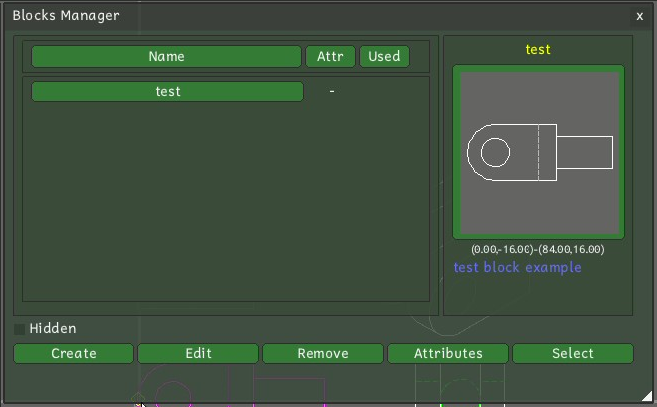 Blocks Manager x
Name Attr Used
test -
test
(0.00,-16.00)-(84.00,16.00)
test block example
Hidden
Create Edit Remove Attributes Select